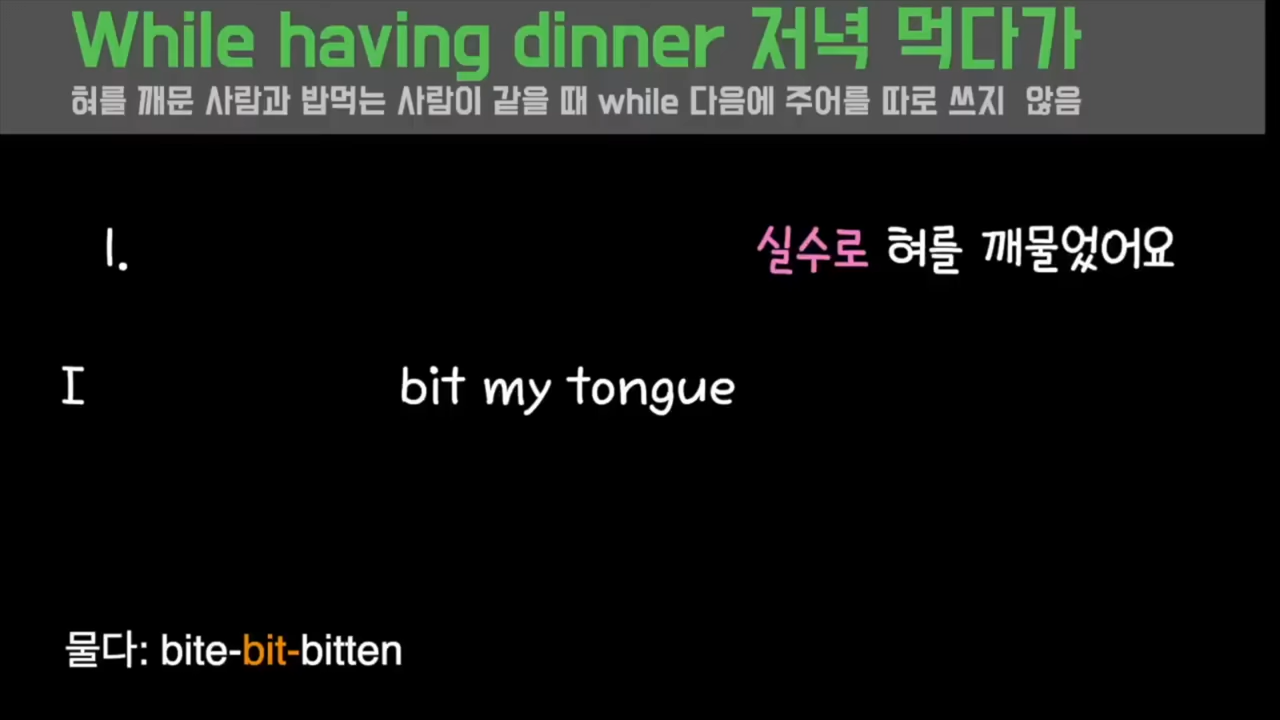 While having dinner 저녁 먹다가
혀를 깨문 사람과 밥먹는 사람이 같을 때 while 다음에 주어를 따로 쓰지 않음
1. 실수로 혀를 깨물었어요
I bit my tongue
물다: bite-bit-bitten